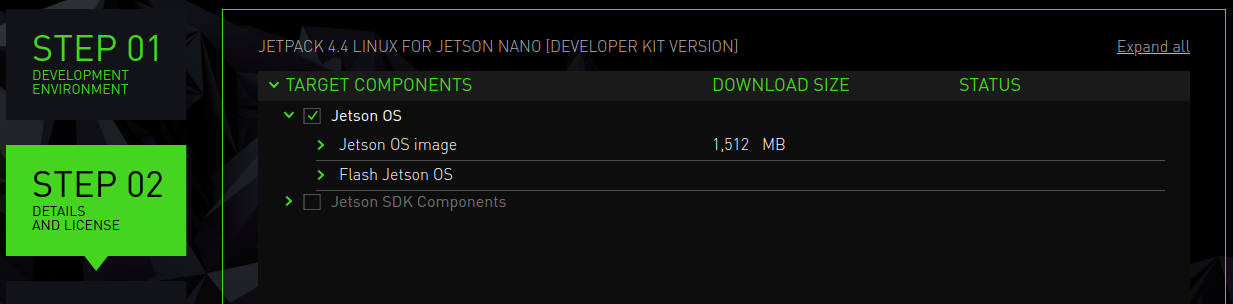 STEP 01
DEVELOPMENT
ENVIRONMENT
STEP 02
DETAILS
AND LICENSE
JETPACK 4.4 LINUX FOR JETSON NANO [DEVELOPER KIT VERSION] Expand all
TARGET COMPONENTS DOWNLOAD SIZE STATUS
Jetson OS
Jetson OS image 1,512 MB
Flash Jetson OS
Jetson SDK Components